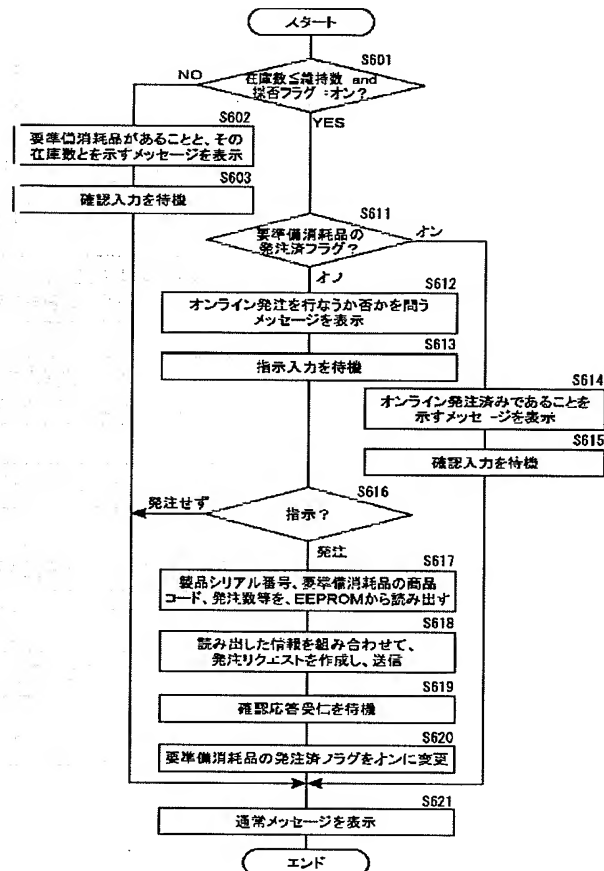 スタート
S601
在庫数≦維持数 and
採否フラグ=オン?
NO
YES
S602
要準備消耗品があることと、その
在庫数とを示すメッセージを表示
S603
確認入力を待機
S611
要準備消耗品の
発注済フラグ?
オン
オフ
S612
オンライン発注を行なうか否かを問う
メッセージを表示
S613
指示入力を待機
S614
オンライン発注済みであることを
示すメッセージを表示
S615
確認入力を待機
S616
指示?
発注せず
発注
S617
製品シリアル番号、要準備消耗品の商品
コード、発注数等を、EEPROMから読み出す
S618
読み出した情報を組み合わせて、
発注リクエストを作成し、送信
S619
確認応答受信を待機
S620
要準備消耗品の発注済フラグをオンに変更
S621
通常メッセージを表示
エンド